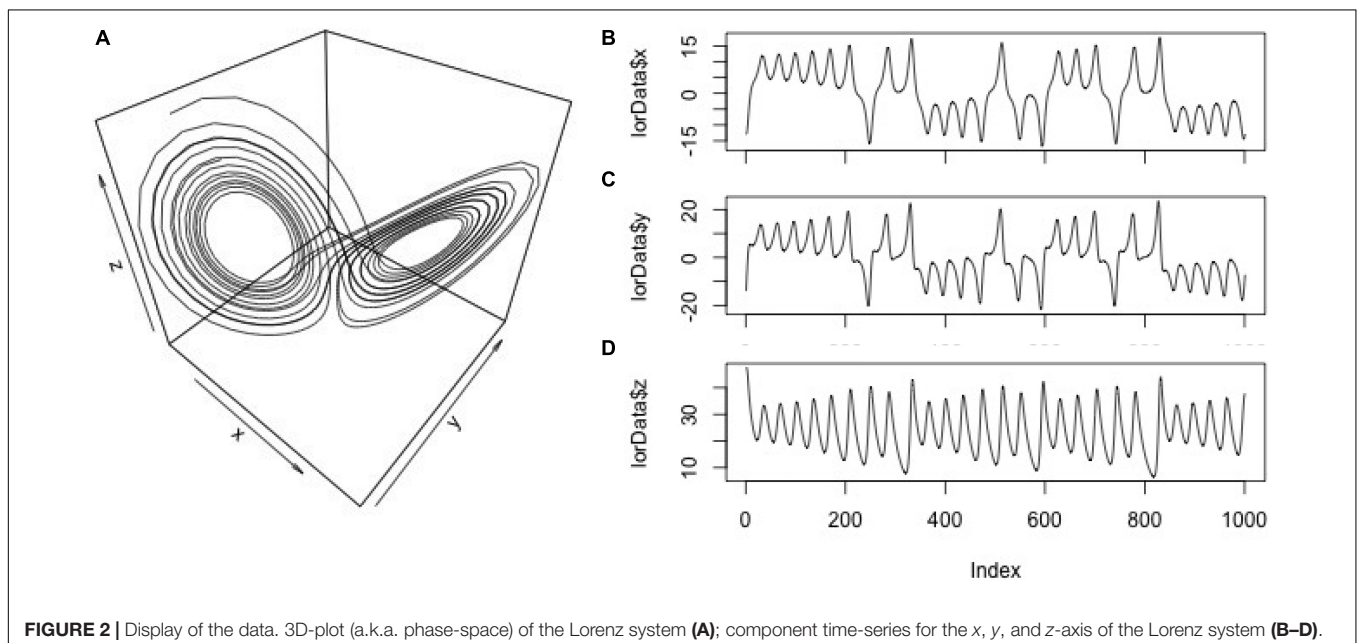 A
z
x
y
B
lorData$x
15
0
-15
C
lorData$y
20
0
-20
D
lorData$z
30
10
0 200 400 600 800 1000
Index
FIGURE 2 | Display of the data. 3D-plot (a.k.a. phase-space) of the Lorenz system (A); component time-series for the x, y, and z-axis of the Lorenz system (B–D).